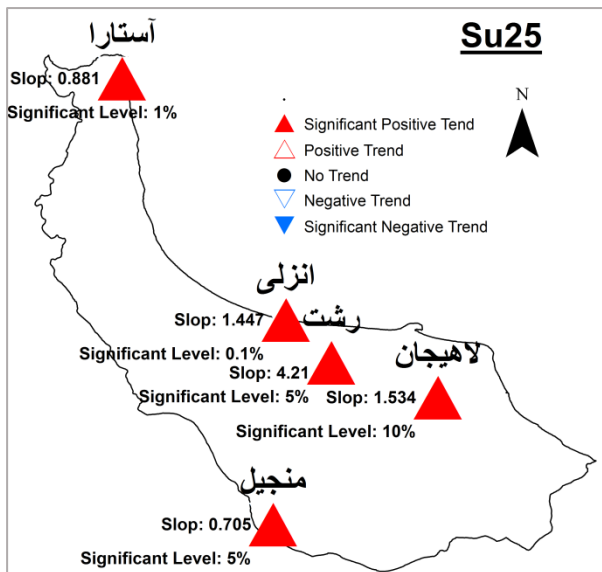 Su25
آستارا
Slop: 0.881
Significant Level: 1%
N
Significant Positive Tend
Positive Trend
No Trend
Negative Trend
Significant Negative Trend
انزلی
Slop: 1.447
Significant Level: 0.1%
رشت
Slop: 4.21
Significant Level: 5%
لاهیجان
Slop: 1.534
Significant Level: 10%
منجیل
Slop: 0.705
Significant Level: 5%